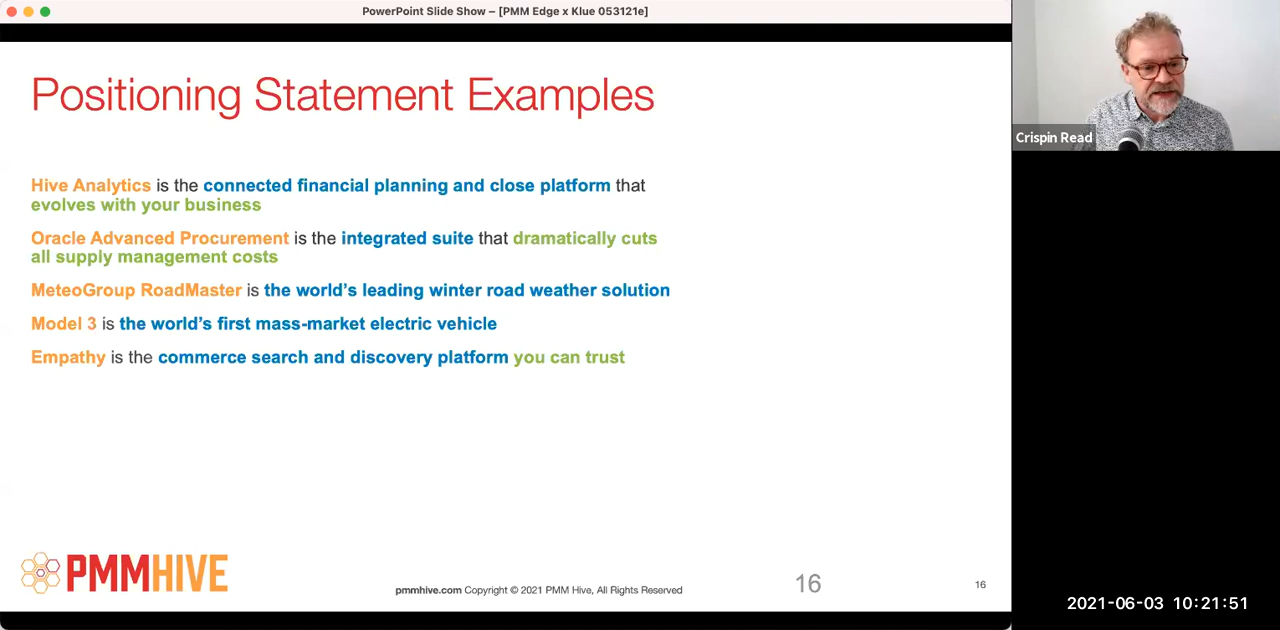 PowerPoint Slide Show – [PMM Edge x Klue 053121e]
Positioning Statement Examples
Hive Analytics is the connected financial planning and close platform that
evolves with your business
Oracle Advanced Procurement is the integrated suite that dramatically cuts
all supply management costs
MeteoGroup RoadMaster is the world's leading winter road weather solution
Model 3 is the world's first mass-market electric vehicle
Empathy is the commerce search and discovery platform you can trust
PMMHIVE
pmmhive.com Copyright © 2021 PMM Hive, All Rights Reserved
16
16
Crispin Read
2021-06-03 10:21:51